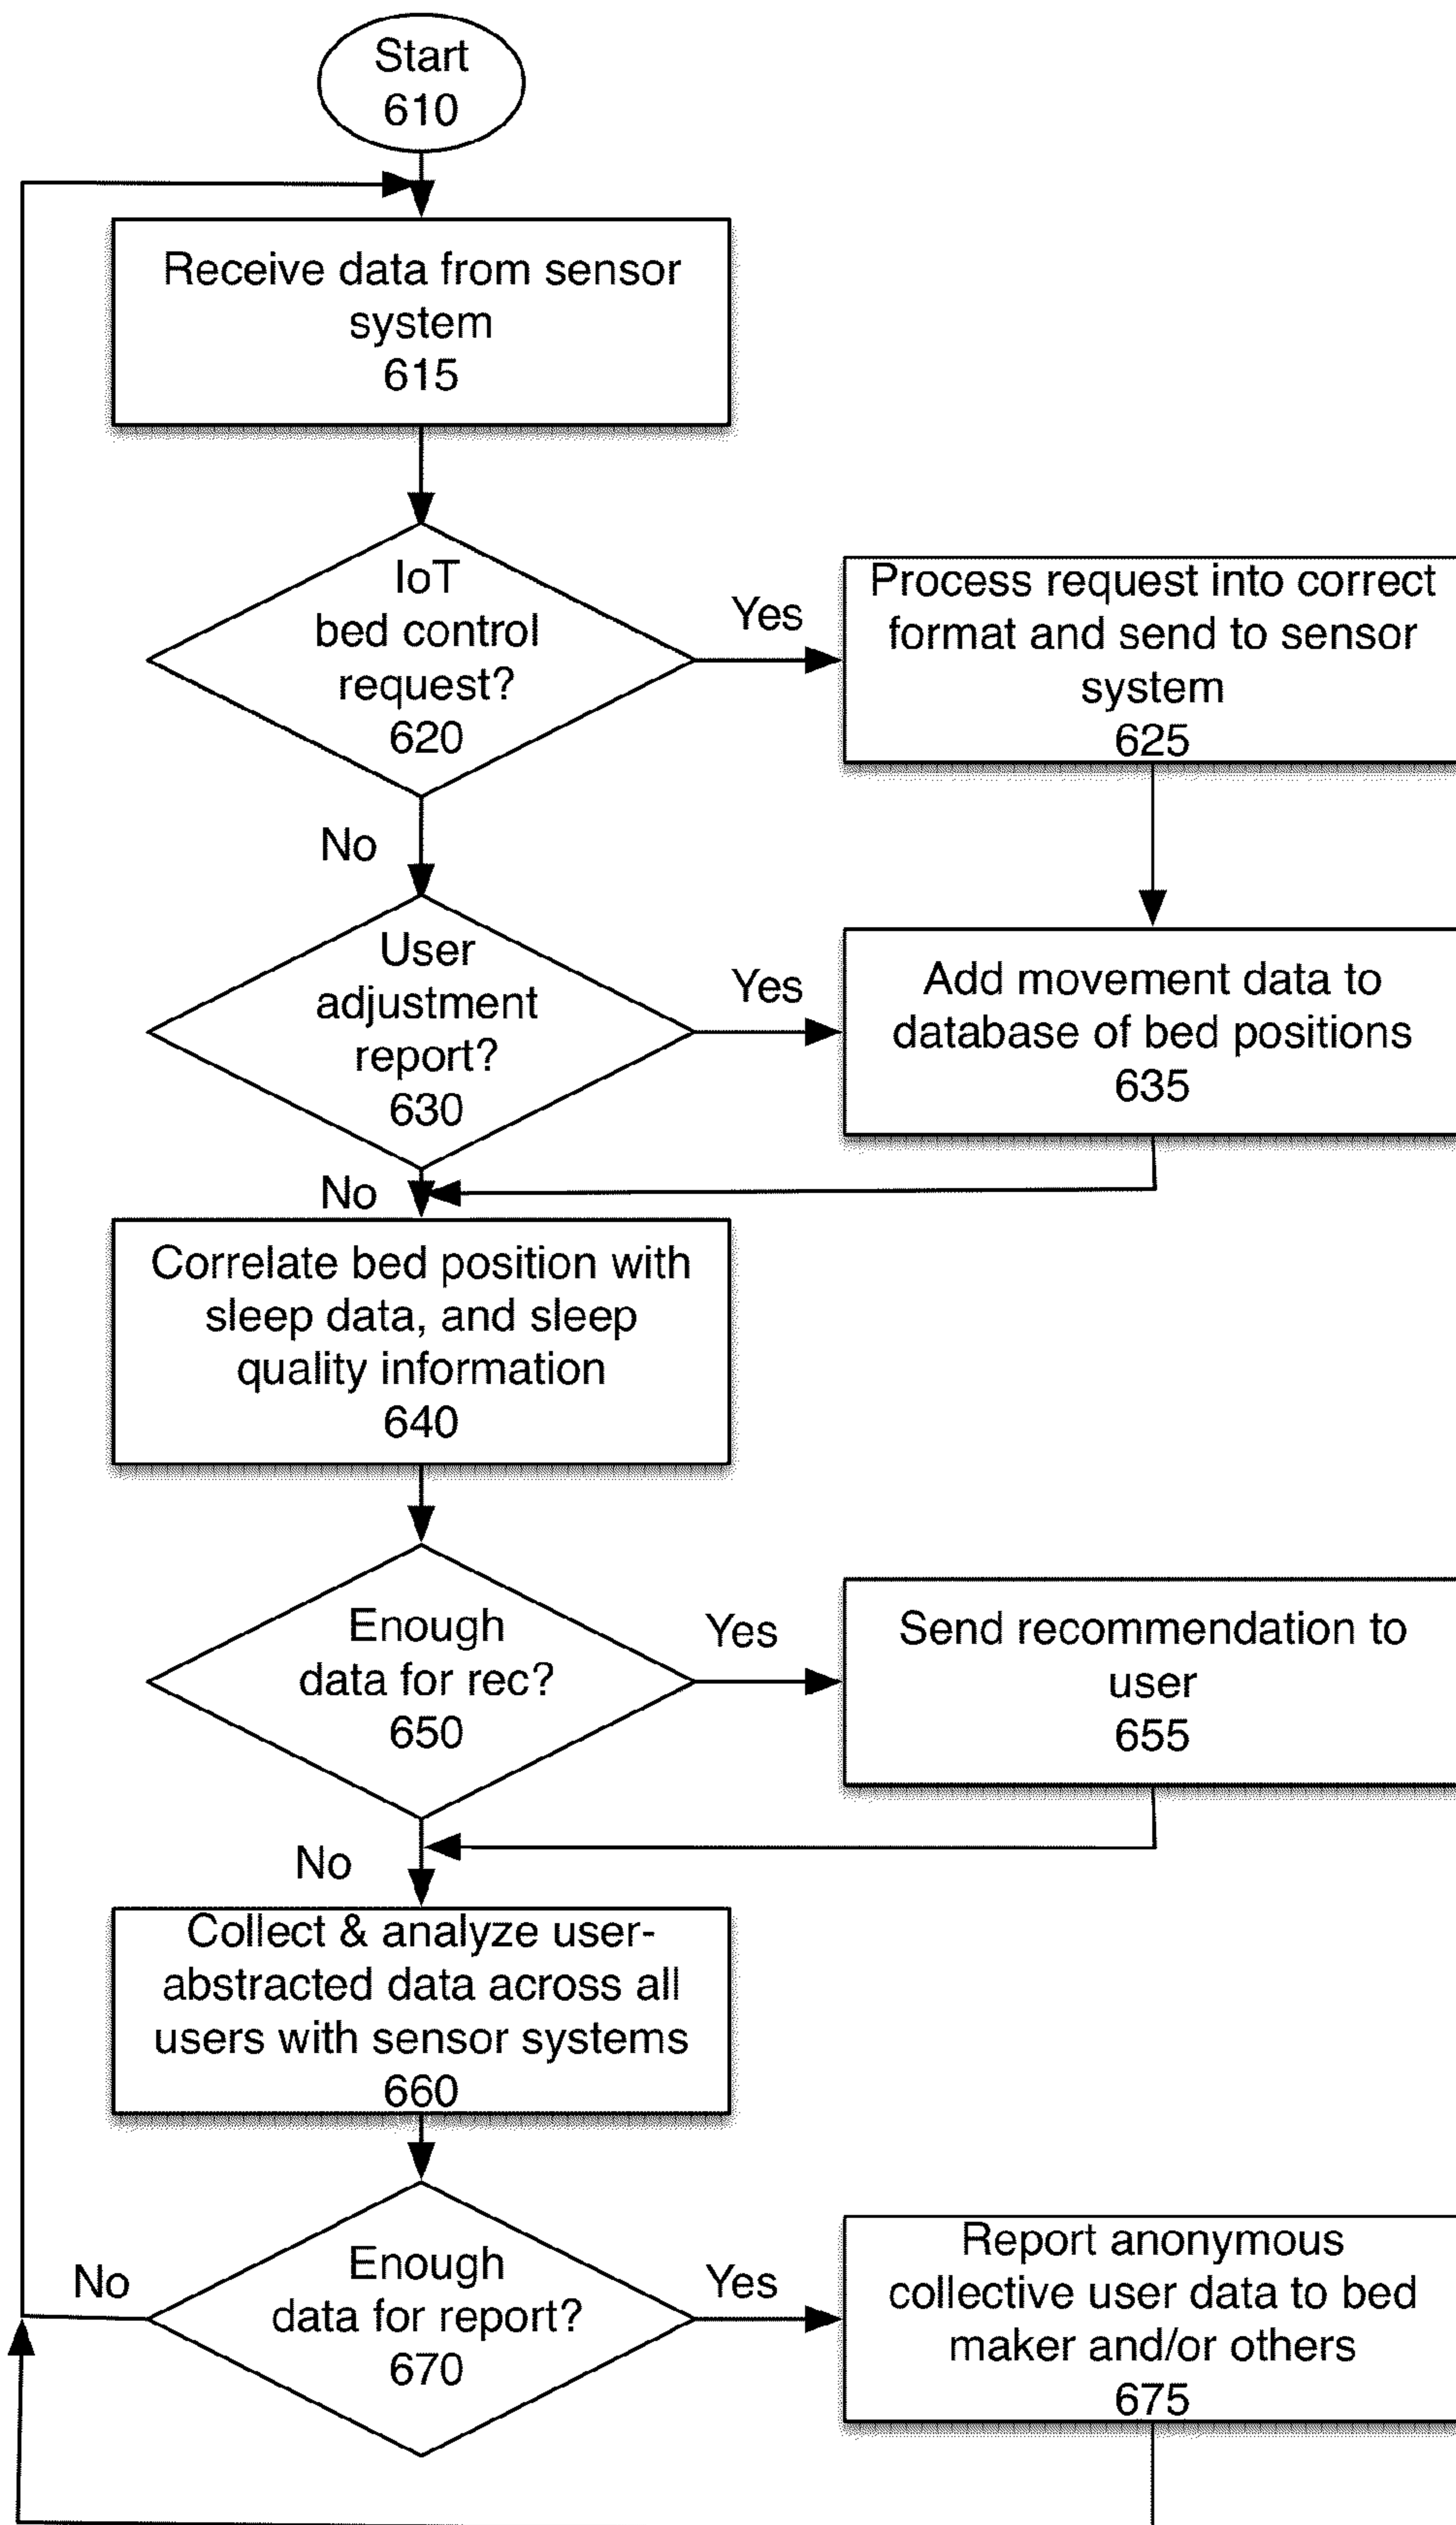 Start
610
Receive data from sensor
system
615
IoT
bed control
request?
620
Yes
Process request into correct
format and send to sensor
system
625
No
User
adjustment
report?
630
Yes
Add movement data to
database of bed positions
635
No
Correlate bed position with
sleep data, and sleep
quality information
640
Enough
data for rec?
650
Yes
Send recommendation to
user
655
No
Collect & analyze user-
abstracted data across all
users with sensor systems
660
No
Enough
data for report?
670
Yes
Report anonymous
collective user data to bed
maker and/or others
675